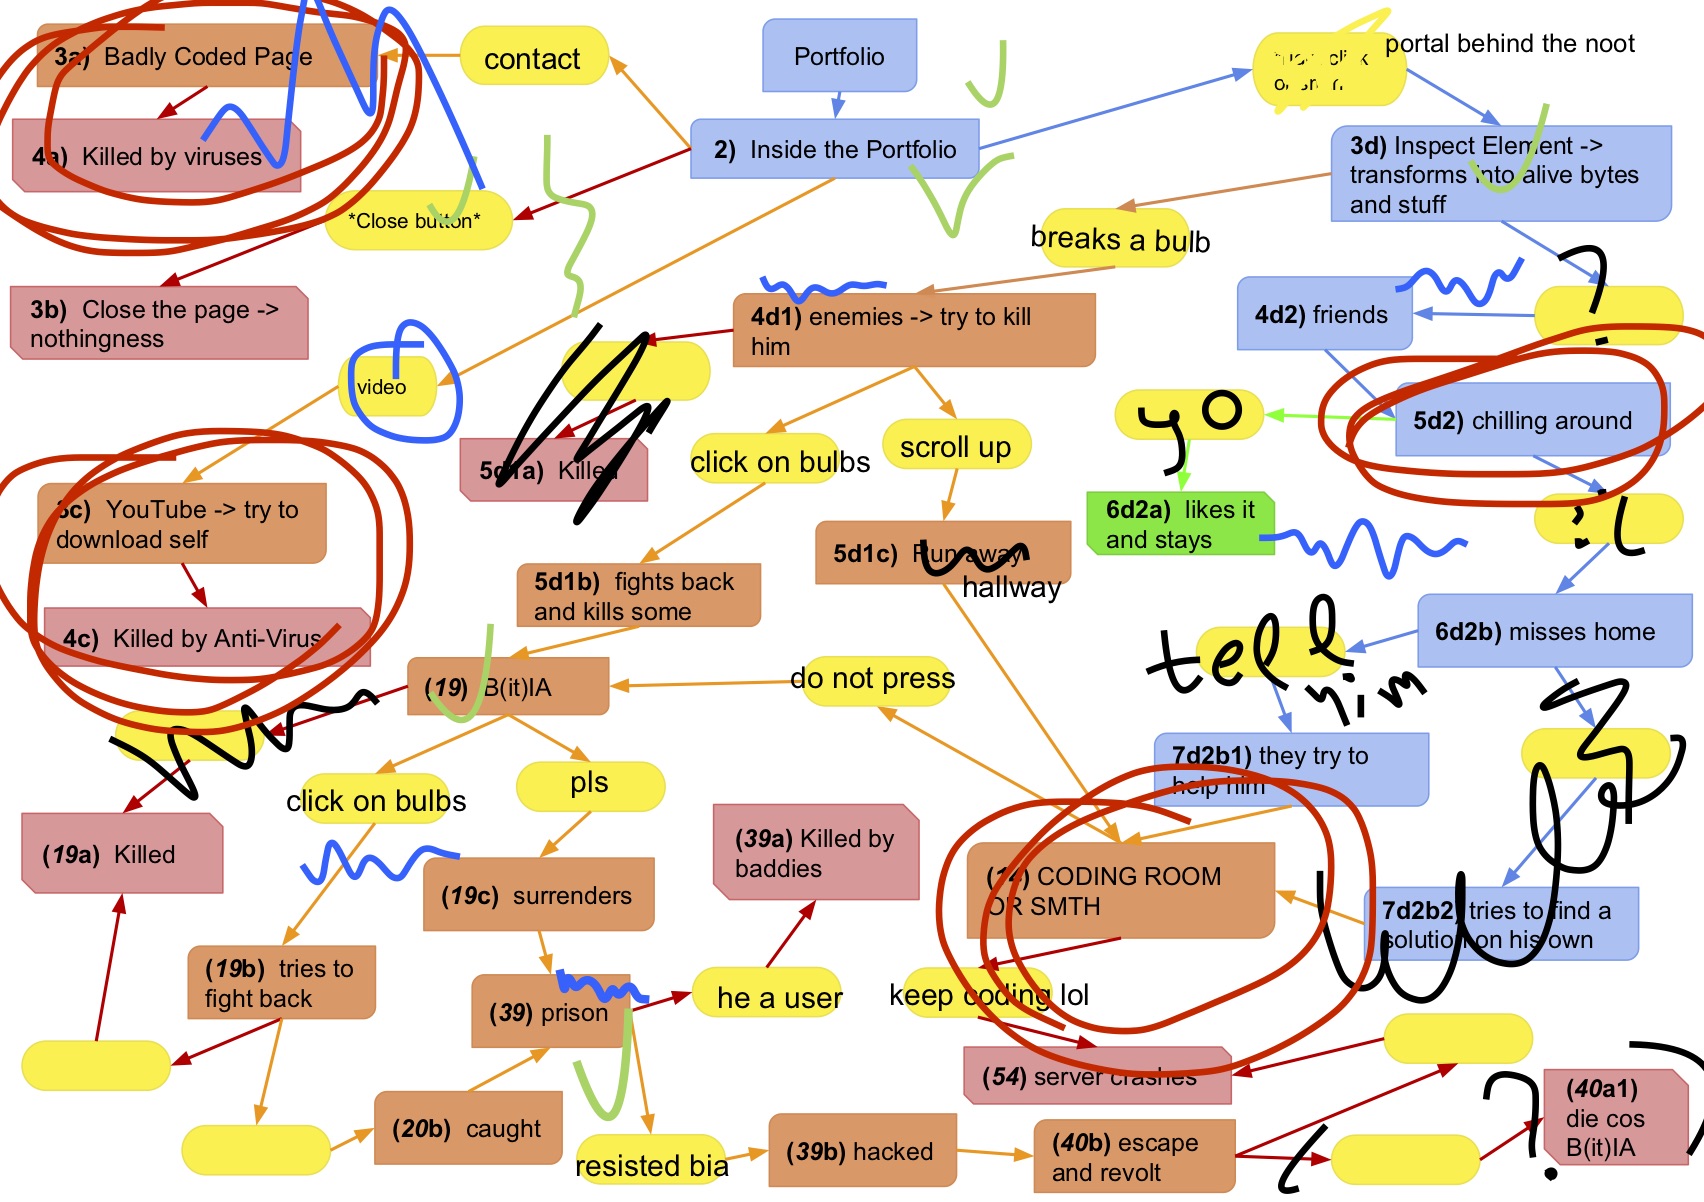 3a) Badly Coded Page
contact
Portfolio
portal behind the noot
4a) Killed by viruses
2) Inside the Portfolio
3d) Inspect Element ->
transforms into alive bytes
and stuff
*Close button*
breaks a bulb
3b) Close the page ->
nothingness
4d1) enemies -> try to kill
him
4d2) friends
?
video
5d1a) Killed
click on bulbs
scroll up
yo
5d2) chilling around
3c) YouTube -> try to
download self
6d2a) likes it
and stays
5d1c) Run away
hallway
5d1b) fights back
and kills some
4c) Killed by Anti-Virus
tell
him
6d2b) misses home
(19) B(it)IA
do not press
7d2b1) they try to
help him
click on bulbs
pls
(19a) Killed
(39a) Killed by
baddies
(14) CODING ROOM
OR SMTH
(19c) surrenders
7d2b2) tries to find a
solution on his own
(19b) tries to
fight back
(39) prison
he a user
keep coding lol
(54) server crashes
(20b) caught
resisted bia
(39b) hacked
(40b) escape
and revolt
?
(40a1)
die cos
B(it)IA